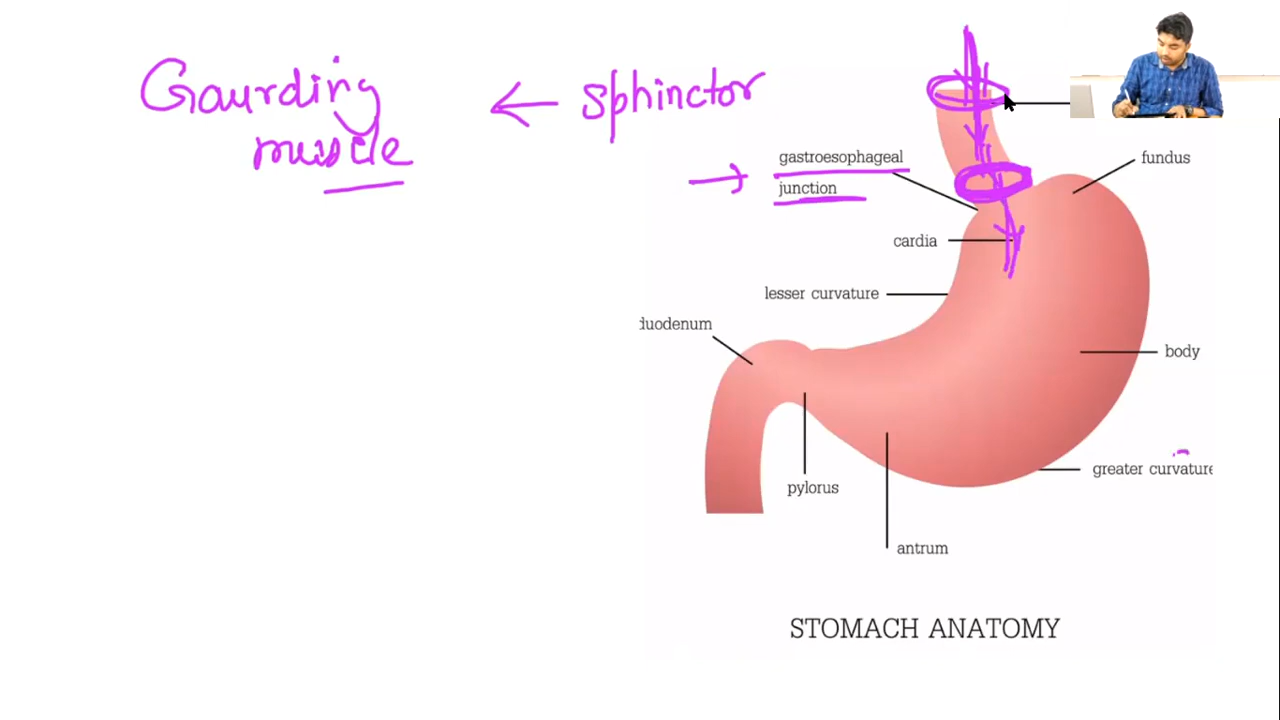 Gaurding ← sphinctor
muscle
→ gastroesophageal
junction
fundus
cardia
lesser curvature
duodenum
body
greater curvature
pylorus
antrum
STOMACH ANATOMY